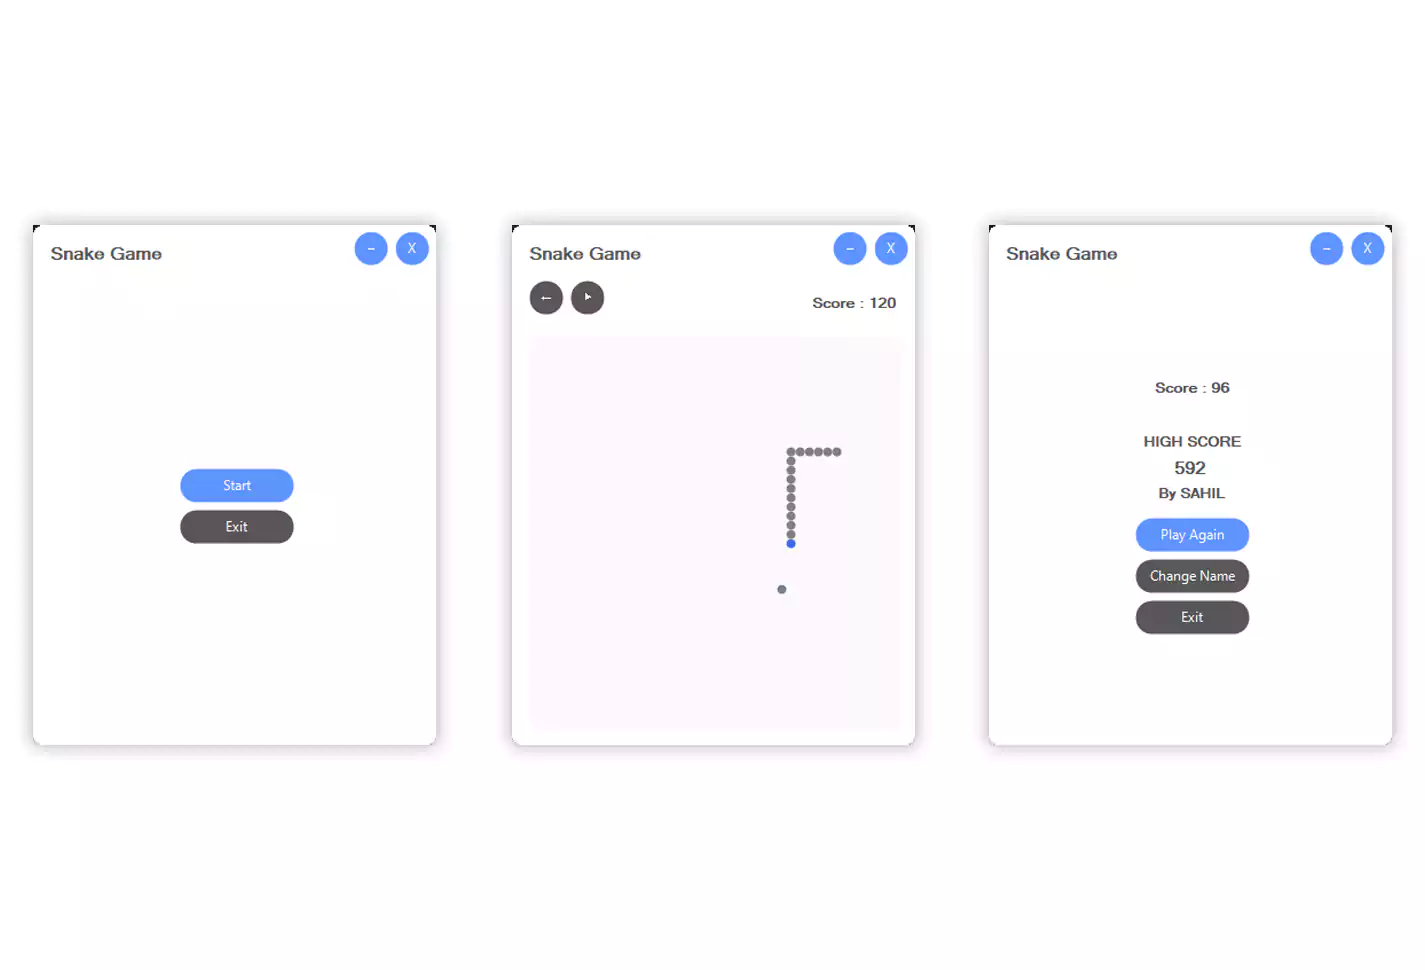 Snake Game
– X
Start
Exit
Snake Game
– X
← ▶
Score : 120
Snake Game
– X
Score : 96
HIGH SCORE
592
By SAHIL
Play Again
Change Name
Exit